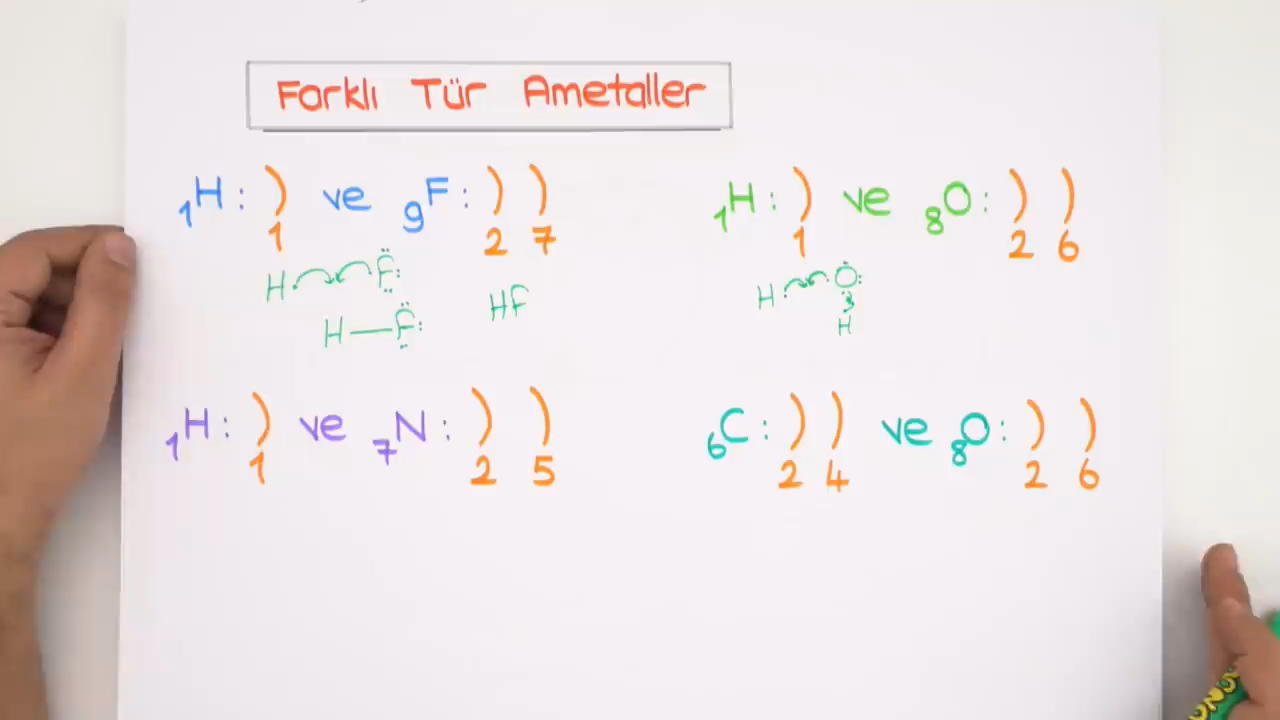 Farklı Tür Ametaller
₁H: ) ve ₉F: ) )
1 2 7
H F
H — F: HF
₁H: ) ve ₈O: ) )
1 2 6
H O
H
₁H: ) ve ₇N: ) )
1 2 5
₆C: ) ) ve ₈O: ) )
2 4 2 6